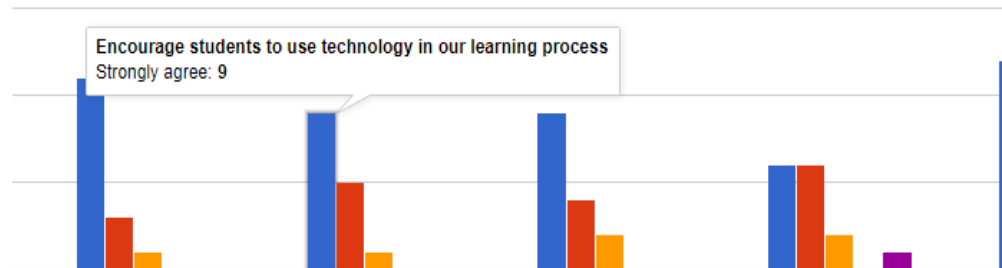 Encourage students to use technology in our learning process
Strongly agree: 9